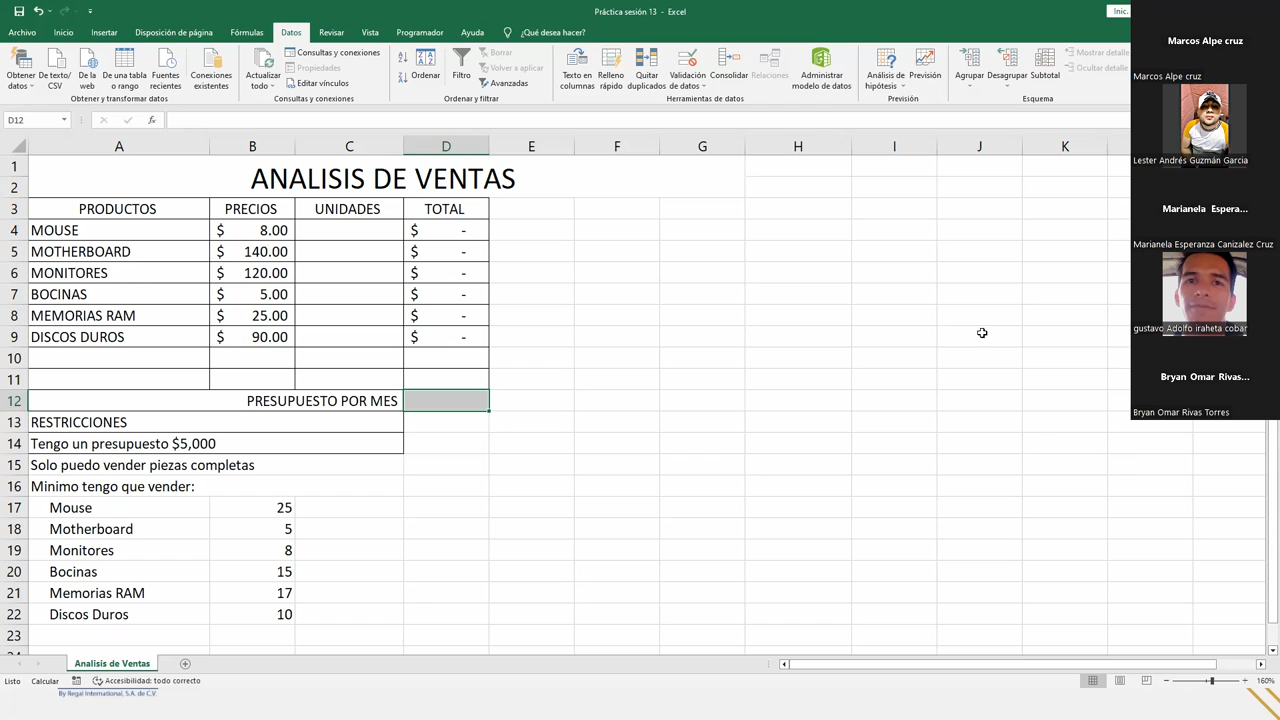 Práctica sesión 13 - Excel
Inic.
Archivo Inicio Insertar Disposición de página Fórmulas Datos Revisar Vista Programador Ayuda ¿Qué desea hacer?
Obtener datos
De texto/CSV
De la web
De una tabla o rango
Fuentes recientes
Conexiones existentes
Obtener y transformar datos
Actualizar todo
Consultas y conexiones
Propiedades
Editar vínculos
Consultas y conexiones
Ordenar
Filtro
Borrar
Volver a aplicar
Avanzadas
Ordenar y filtrar
Texto en columnas
Relleno rápido
Quitar duplicados
Validación de datos
Consolidar
Relaciones
Administrar modelo de datos
Herramientas de datos
Análisis de hipótesis
Previsión
Previsión
Agrupar
Desagrupar
Subtotal
Mostrar detalle
Ocultar detalle
Esquema
D12
fx
A B C D E F G H I J K
1
2 ANALISIS DE VENTAS
3 PRODUCTOS PRECIOS UNIDADES TOTAL
4 MOUSE $ 8.00 $ -
5 MOTHERBOARD $ 140.00 $ -
6 MONITORES $ 120.00 $ -
7 BOCINAS $ 5.00 $ -
8 MEMORIAS RAM $ 25.00 $ -
9 DISCOS DUROS $ 90.00 $ -
10
11
12 PRESUPUESTO POR MES
13 RESTRICCIONES
14 Tengo un presupuesto $5,000
15 Solo puedo vender piezas completas
16 Minimo tengo que vender:
17 Mouse 25
18 Motherboard 5
19 Monitores 8
20 Bocinas 15
21 Memorias RAM 17
22 Discos Duros 10
23
Analisis de Ventas
Listo Calcular Accesibilidad: todo correcto 160%
By Regal International, S.A. de C.V.
Marcos Alpe cruz
Marcos Alpe cruz
Lester Andrés Guzmán Garcia
Marianela Espera...
Marianela Esperanza Canizalez Cruz
gustavo Adolfo iraheta cobar
Bryan Omar Rivas...
Bryan Omar Rivas Torres